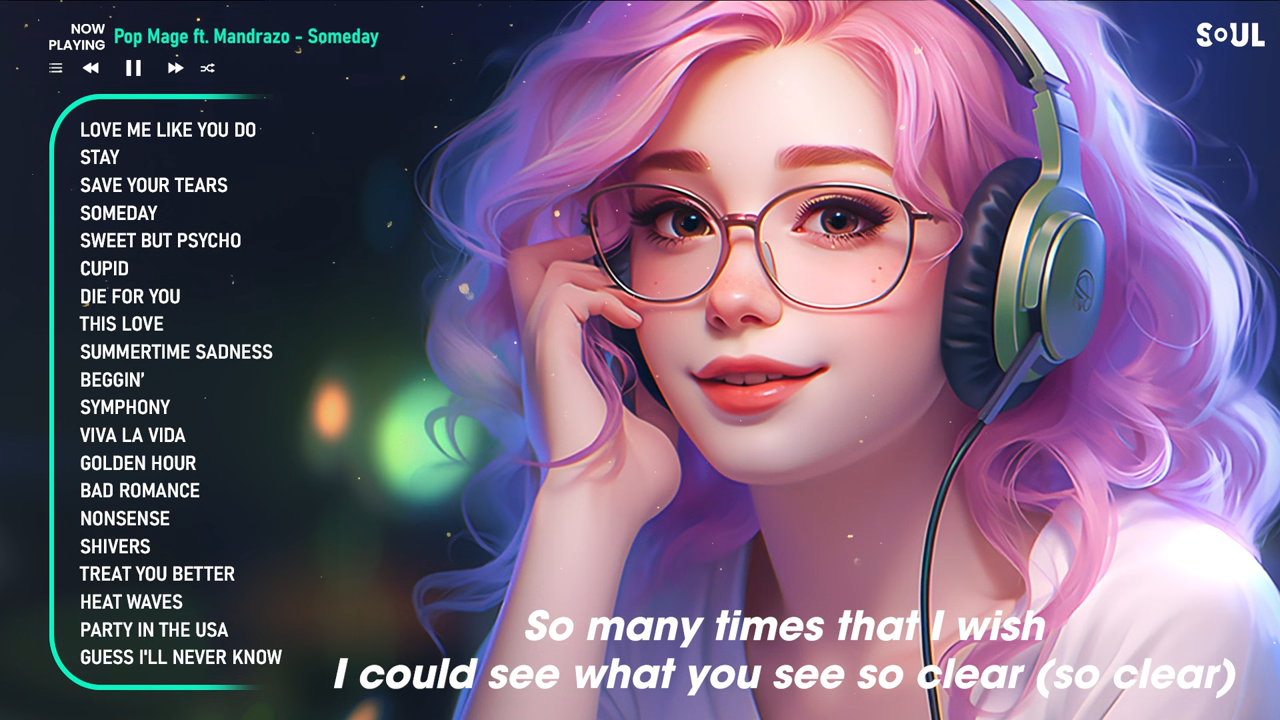 NOW
PLAYING
Pop Mage ft. Mandrazo - Someday
SOUL
LOVE ME LIKE YOU DO
STAY
SAVE YOUR TEARS
SOMEDAY
SWEET BUT PSYCHO
CUPID
DIE FOR YOU
THIS LOVE
SUMMERTIME SADNESS
BEGGIN'
SYMPHONY
VIVA LA VIDA
GOLDEN HOUR
BAD ROMANCE
NONSENSE
SHIVERS
TREAT YOU BETTER
HEAT WAVES
PARTY IN THE USA
GUESS I'LL NEVER KNOW
So many times that I wish
I could see what you see so clear (so clear)